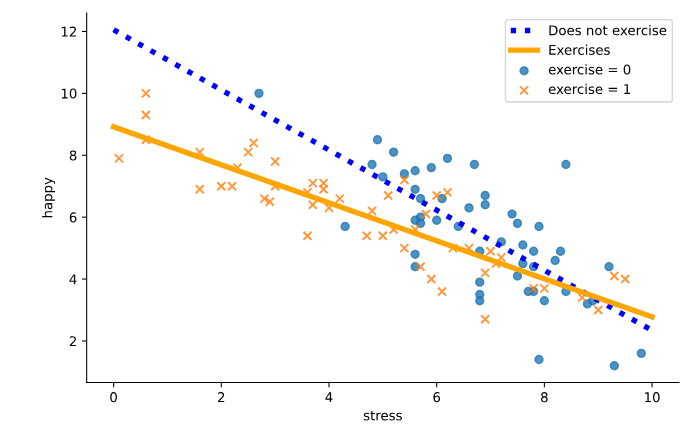 Does not exercise
Exercises
exercise = 0
exercise = 1
12
10
8
6
4
2
happy
0 2 4 6 8 10
stress